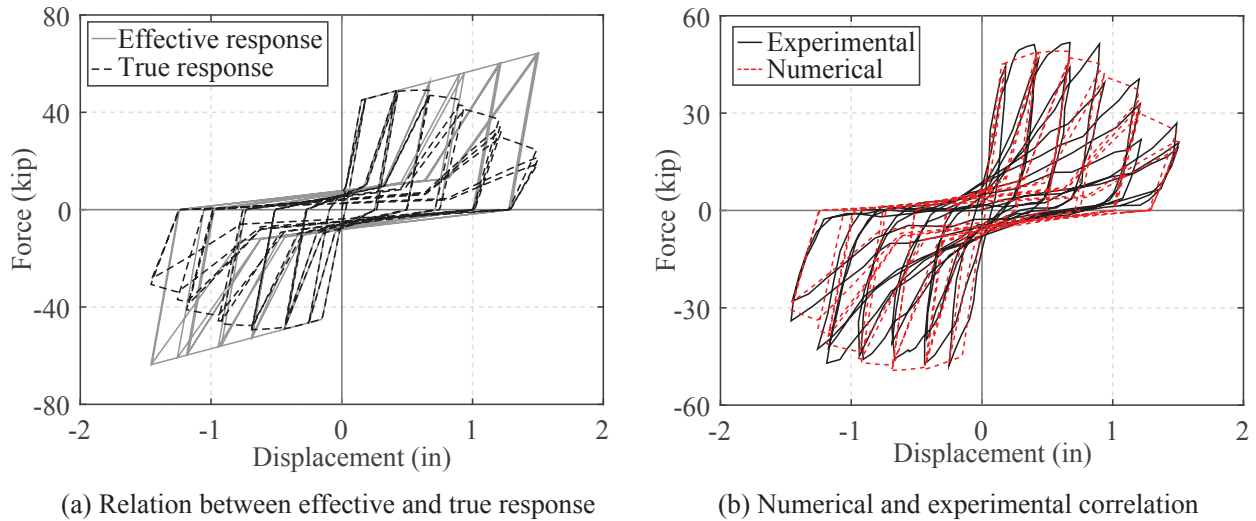 80
40
0
-40
-80
Force (kip)
Effective response
True response
-2
-1
0
1
2
Displacement (in)
(a) Relation between effective and true response
60
30
0
-30
-60
Force (kip)
Experimental
Numerical
-2
-1
0
1
2
Displacement (in)
(b) Numerical and experimental correlation